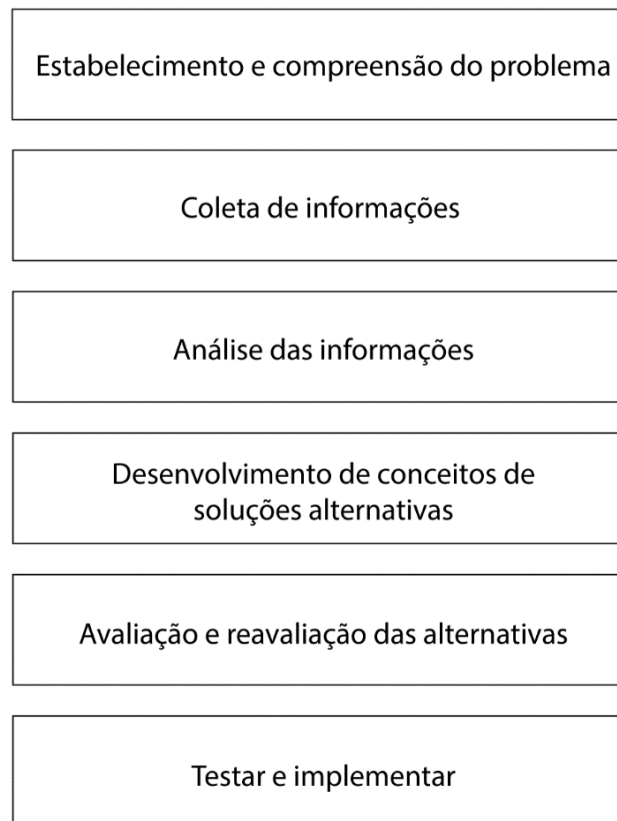 Estabelecimento e compreensão do problema
Coleta de informações
Análise das informações
Desenvolvimento de conceitos de
soluções alternativas
Avaliação e reavaliação das alternativas
Testar e implementar